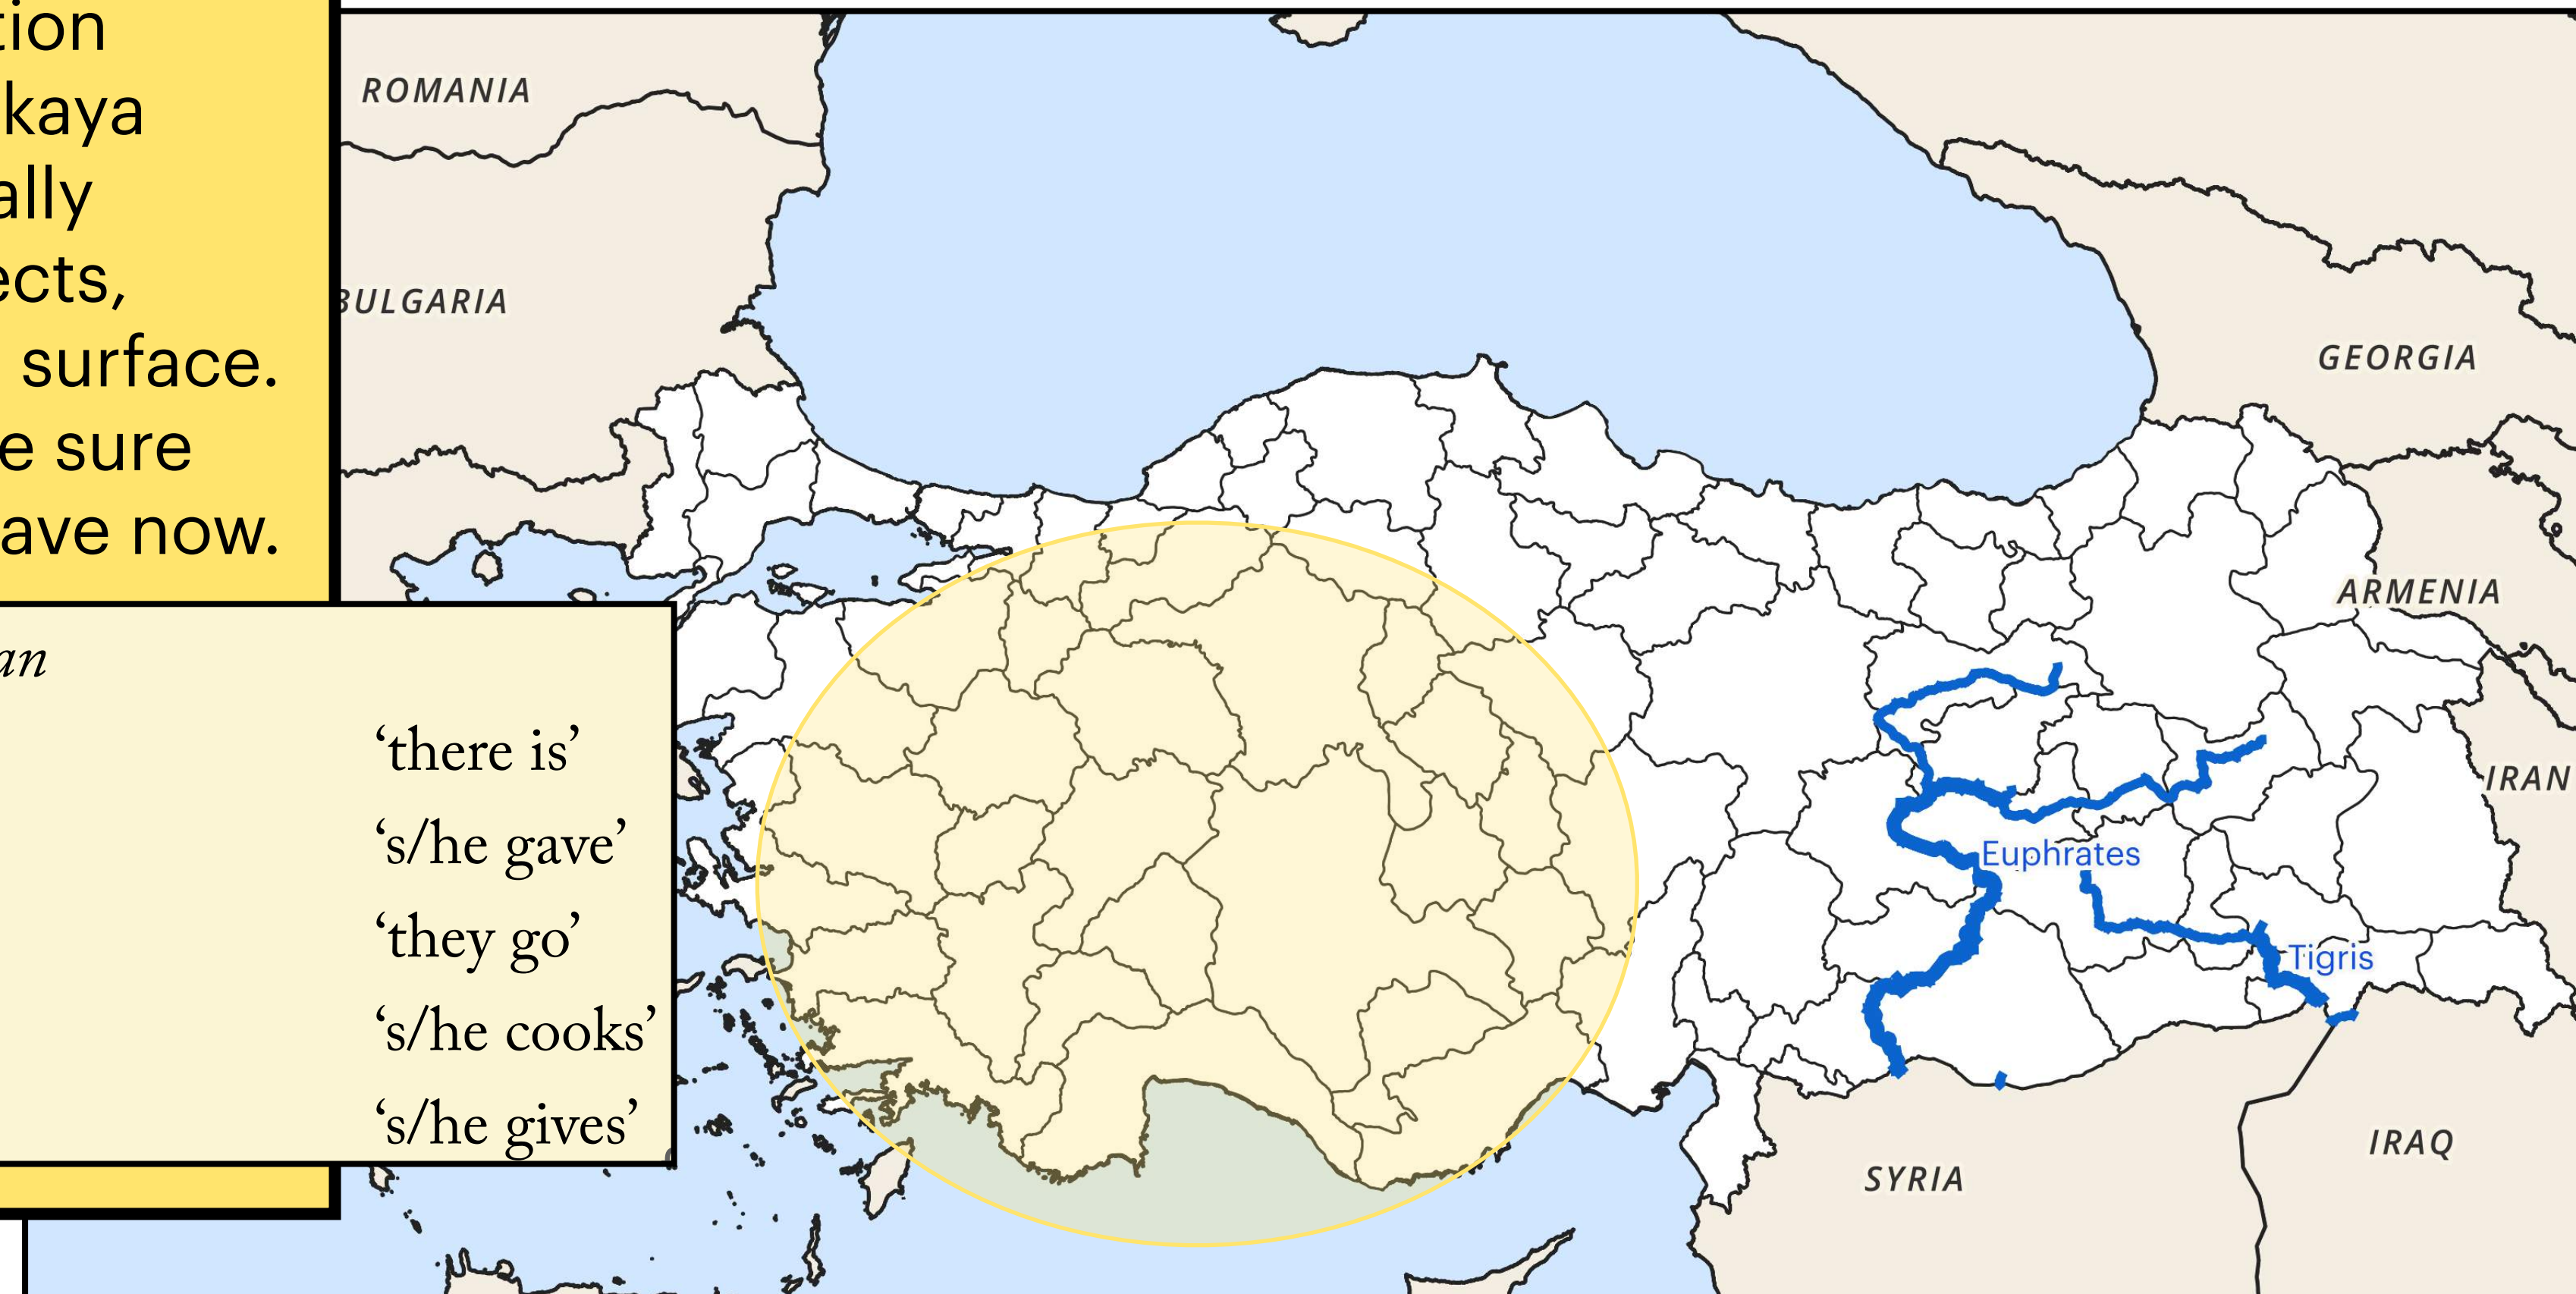 tion
kaya
ally
ects,
surface.
e sure
ave now.
an
‘there is’
‘s/he gave’
‘they go’
‘s/he cooks’
‘s/he gives’
ROMANIA
BULGARIA
GEORGIA
ARMENIA
IRAN
Euphrates
Tigris
IRAQ
SYRIA